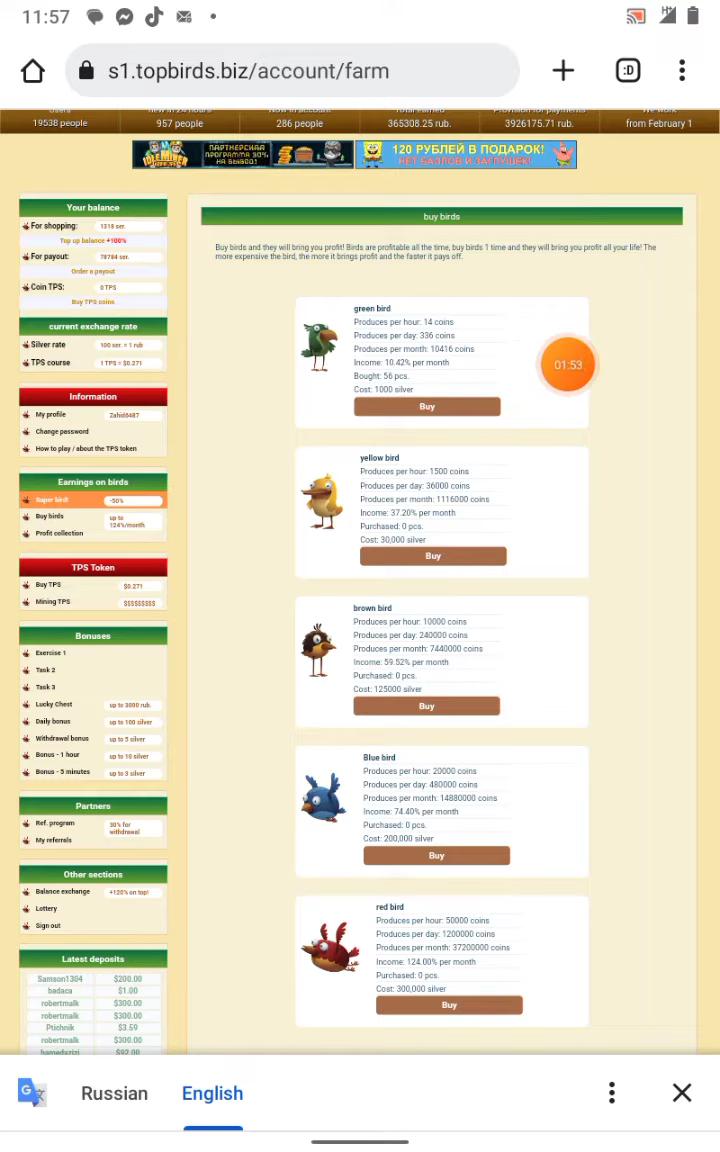 11:57
H+
s1.topbirds.biz/account/farm
:D
Users
new in 24 hours
Now in account
Total earned
Provision for payments
We work
19538 people
957 people
286 people
365308.25 rub.
3926175.71 rub.
from February 1
ПАРТНЕРСКАЯ
ПРОГРАММА 30%
НА ВЫВОД!
120 РУБЛЕЙ В ПОДАРОК!
НЕТ БАЛЛОВ И ЗАГЛУШЕК!
Your balance
For shopping: 1318 ser.
Top up balance +100%
For payout: 78784 ser.
Order a payout
Coin TPS: 0 TPS
Buy TPS coins
current exchange rate
Silver rate 100 ser. = 1 rub
TPS course 1 TPS = $0.271
Information
My profile Zahid6487
Change password
How to play / about the TPS token
Earnings on birds
Super bird! -50%
Buy birds up to 124%/month
Profit collection
TPS Token
Buy TPS $0.271
Mining TPS $$$$$$$$$
Bonuses
Exercise 1
Task 2
Task 3
Lucky Chest up to 3000 rub.
Daily bonus up to 100 silver
Withdrawal bonus up to 5 silver
Bonus - 1 hour up to 10 silver
Bonus - 5 minutes up to 3 silver
Partners
Ref. program 30% for withdrawal
My referrals
Other sections
Balance exchange +120% on top!
Lottery
Sign out
Latest deposits
Samson1304 $200.00
badaca $1.00
robertmalk $300.00
robertmalk $300.00
Ptichnik $3.59
robertmalk $300.00
hamedxrizi $92.00
buy birds
Buy birds and they will bring you profit! Birds are profitable all the time, buy birds 1 time and they will bring you profit all your life! The
more expensive the bird, the more it brings profit and the faster it pays off.
green bird
Produces per hour: 14 coins
Produces per day: 336 coins
Produces per month: 10416 coins
Income: 10.42% per month
Bought: 56 pcs.
Cost: 1000 silver
Buy
01:53
yellow bird
Produces per hour: 1500 coins
Produces per day: 36000 coins
Produces per month: 1116000 coins
Income: 37.20% per month
Purchased: 0 pcs.
Cost: 30,000 silver
Buy
brown bird
Produces per hour: 10000 coins
Produces per day: 240000 coins
Produces per month: 7440000 coins
Income: 59.52% per month
Purchased: 0 pcs.
Cost: 125000 silver
Buy
Blue bird
Produces per hour: 20000 coins
Produces per day: 480000 coins
Produces per month: 14880000 coins
Income: 74.40% per month
Purchased: 0 pcs.
Cost: 200,000 silver
Buy
red bird
Produces per hour: 50000 coins
Produces per day: 1200000 coins
Produces per month: 37200000 coins
Income: 124.00% per month
Purchased: 0 pcs.
Cost: 300,000 silver
Buy
G
Russian
English